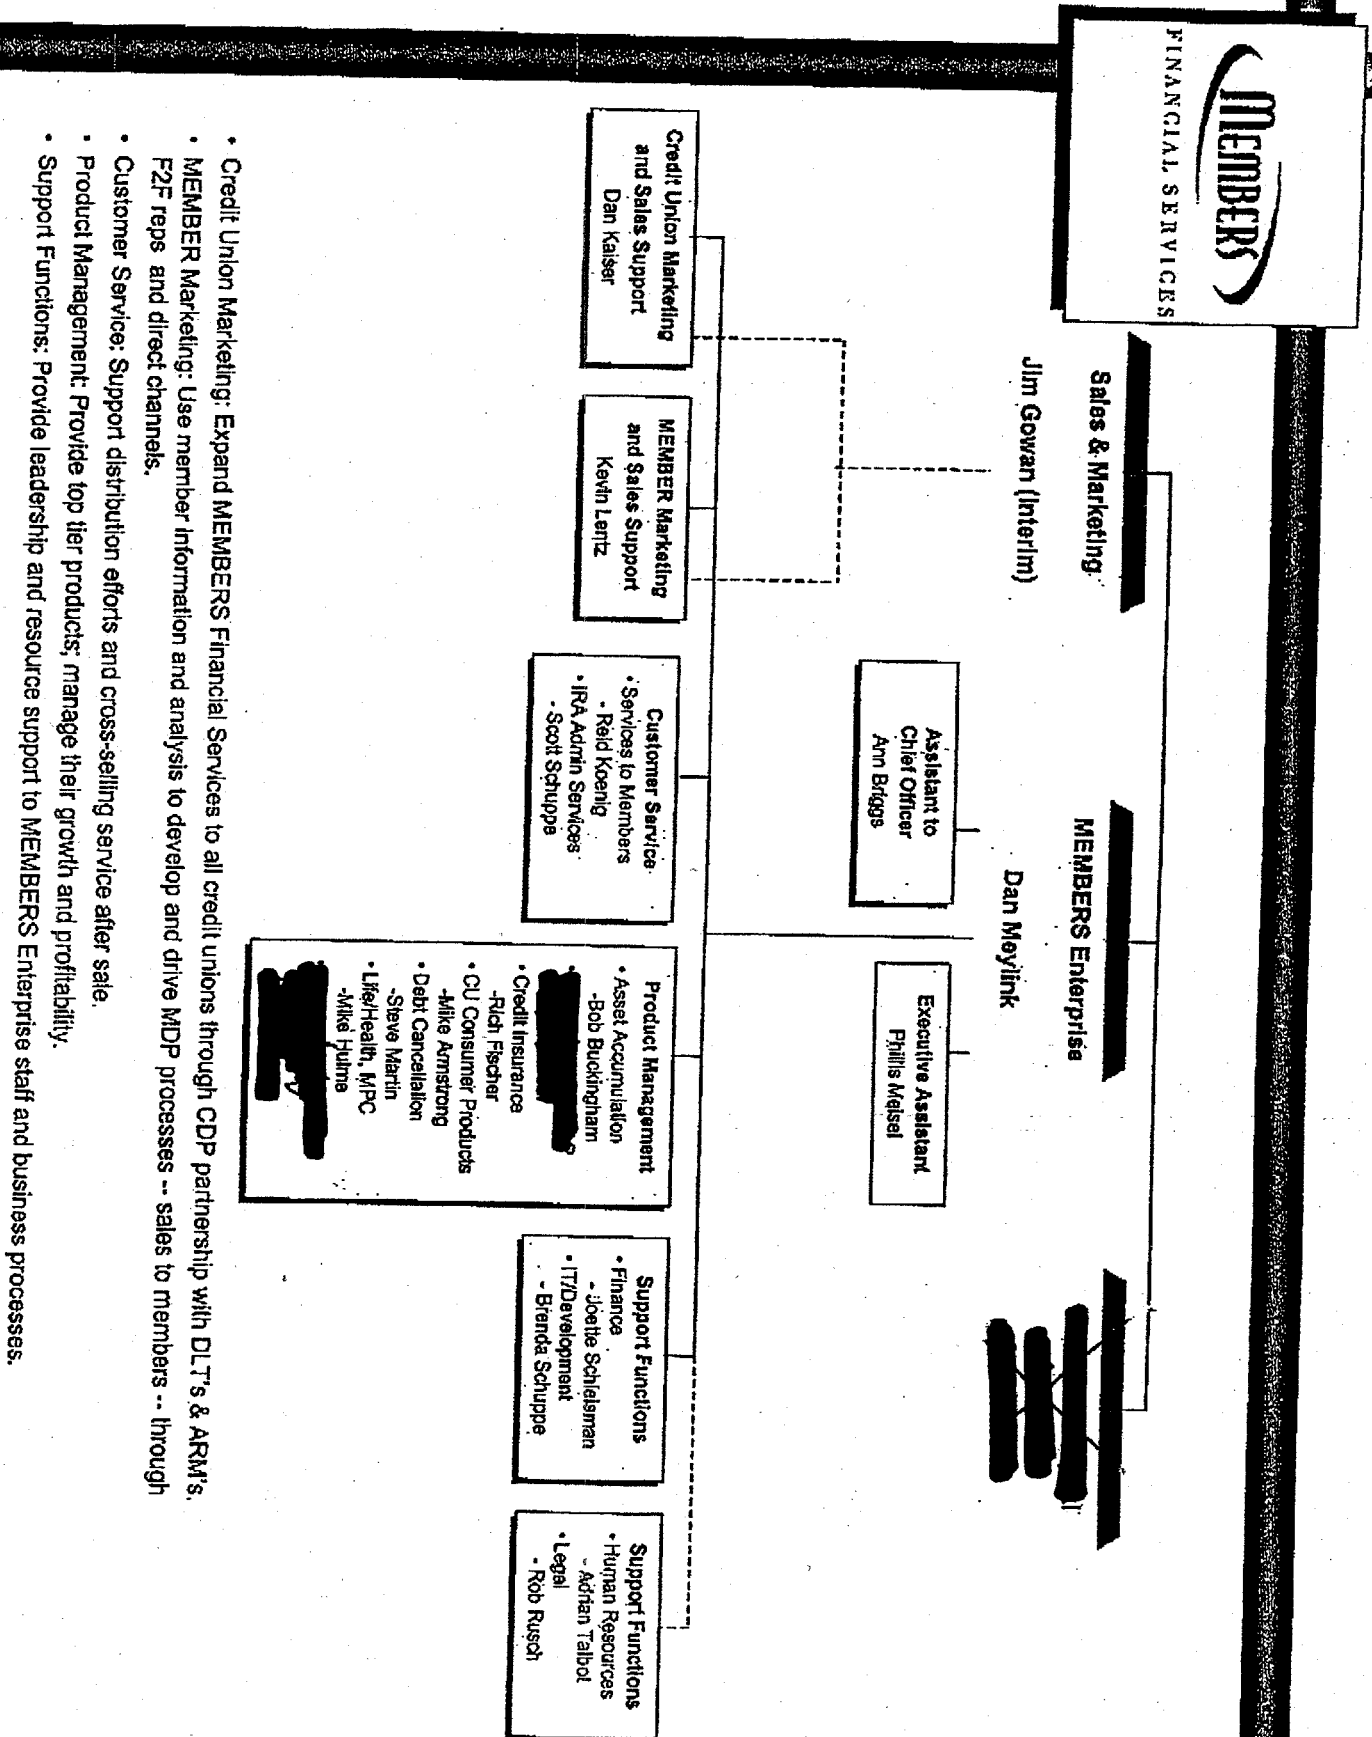 MEMBERS
FINANCIAL SERVICES
Sales & Marketing
Jim Gowan (Interim)
MEMBERS Enterprise
Dan Meylink
Assistant to
Chief Officer
Ann Briggs
Executive Assistant
Phillis Meisel
Credit Union Marketing
and Sales Support
Dan Kaiser
MEMBER Marketing
and Sales Support
Kevin Lentz
Customer Service
• Services to Members
- Reid Koenig
• IRA Admin Services
- Scott Schuppe
Product Management
• Asset Accumulation
-Bob Buckingham
• Credit Insurance
-Rich Fischer
• CU Consumer Products
-Mike Armstrong
• Debt Cancellation
-Steve Martin
• Life/Health, MPC
-Mike Hulme
Support Functions
• Finance
- Joette Schleisman
• IT/Development
- Brenda Schuppe
Support Functions
• Human Resources
- Adrian Talbot
• Legal
- Rob Rusch
• Credit Union Marketing: Expand MEMBERS Financial Services to all credit unions through CDP partnership with DLT's & ARM's.
• MEMBER Marketing: Use member information and analysis to develop and drive MDP processes -- sales to members -- through
F2F reps and direct channels.
• Customer Service: Support distribution efforts and cross-selling service after sale.
• Product Management: Provide top tier products; manage their growth and profitability.
• Support Functions: Provide leadership and resource support to MEMBERS Enterprise staff and business processes.